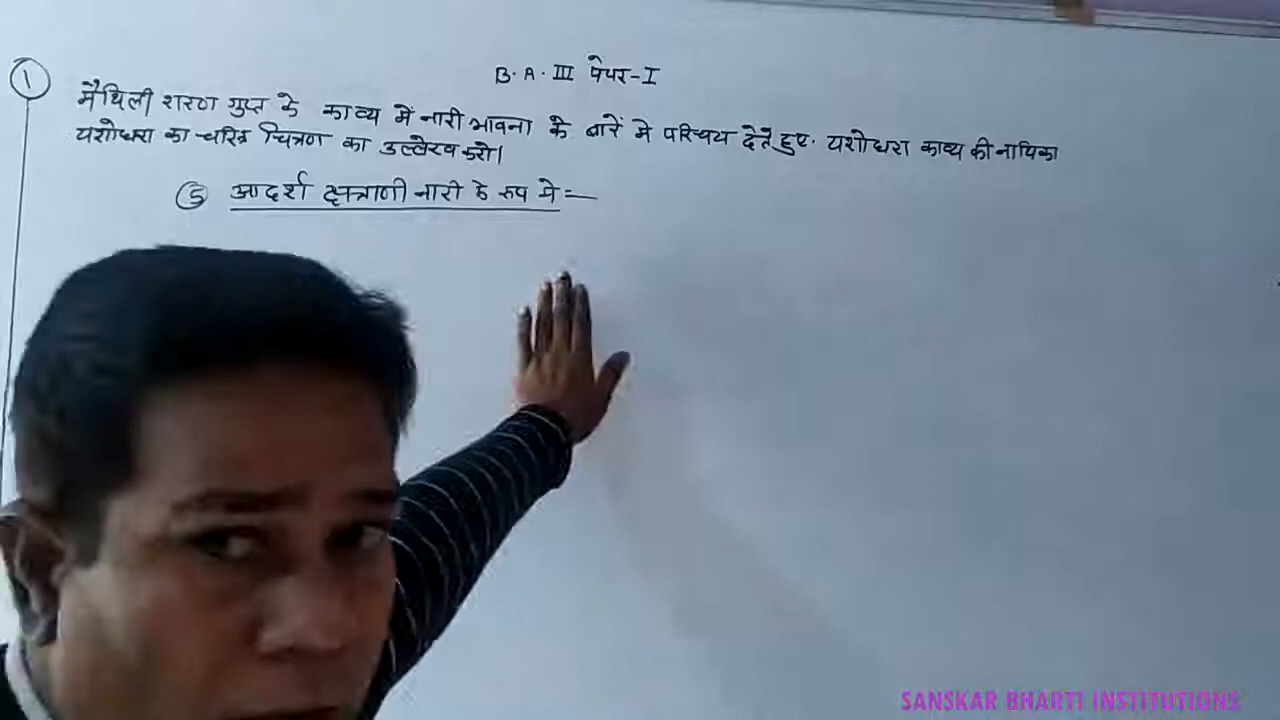 B.A.III पेपर-I
① मैथिली शरण गुप्त के काव्य में नारी भावना के बारें मे परिचय देते हुए. यशोधरा काव्य की नायिका
यशोधरा का चरित्र चित्रण का उल्लेख करो।
⑤ आदर्श क्षत्राणी नारी के रुप मे :—
SANSKAR BHARTI INSTITUTIONS